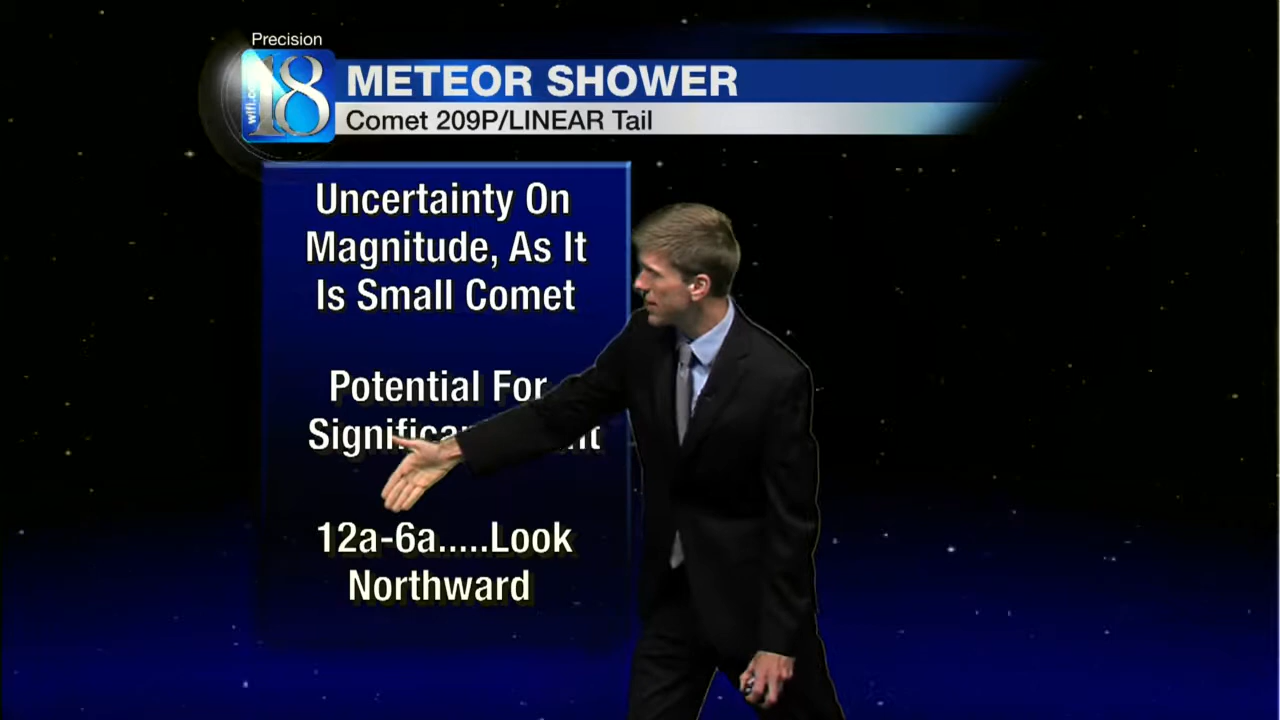 Precision
18
METEOR SHOWER
Comet 209P/LINEAR Tail
Uncertainty On
Magnitude, As It
Is Small Comet
Potential For
12a-6a.....Look
Northward